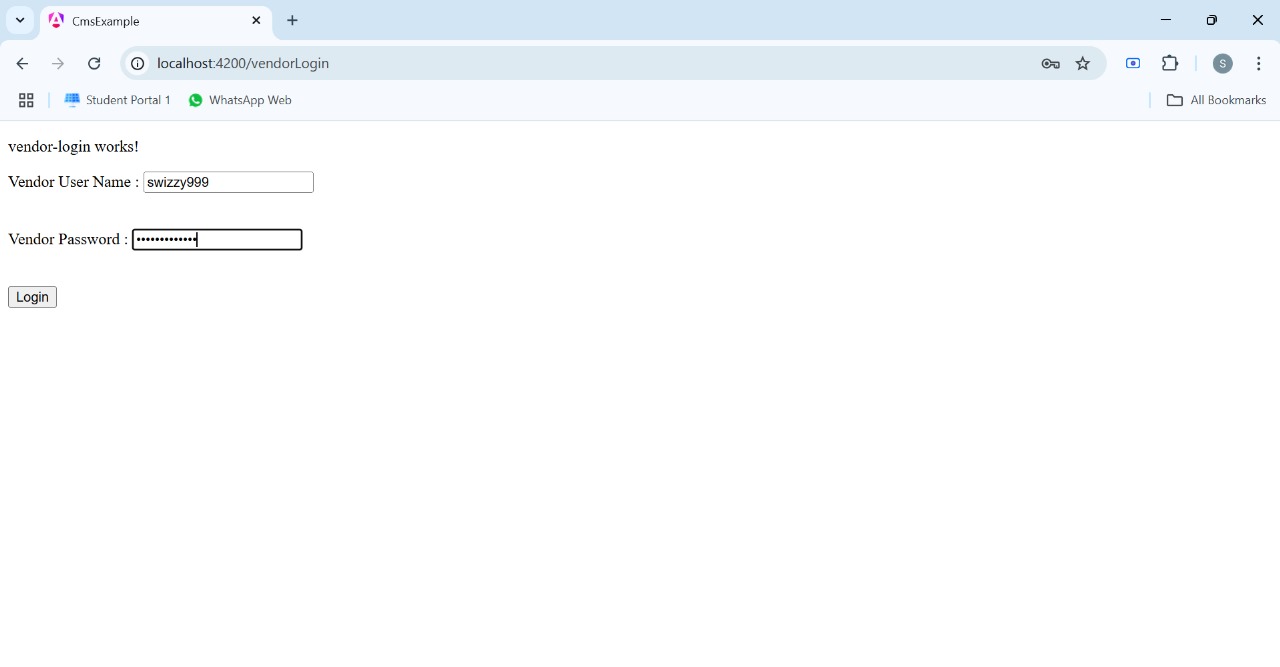 CmsExample
localhost:4200/vendorLogin
S
Student Portal 1 WhatsApp Web All Bookmarks
vendor-login works!
Vendor User Name : swizzy999
Vendor Password : •••••••••••••
Login